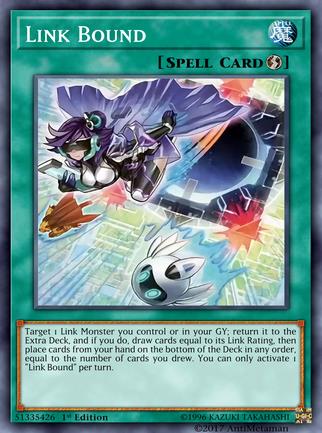 Link Bound
[Spell Card]
Target 1 Link Monster you control or in your GY; return it to the
Extra Deck, and if you do, draw cards equal to its Link Rating, then
place cards from your hand on the bottom of the Deck in any order,
equal to the number of cards you drew. You can only activate 1
"Link Bound" per turn.
51335426 1st Edition ©1996 KAZUKI TAKAHASHI
©2017 AntiMetaman